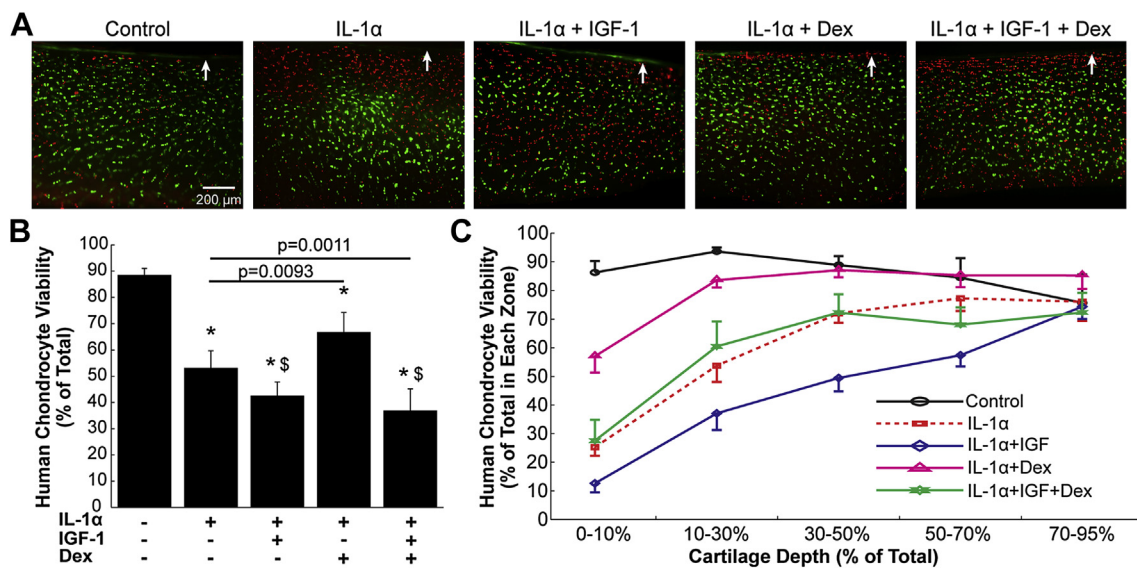 A
Control
IL-1α
IL-1α + IGF-1
IL-1α + Dex
IL-1α + IGF-1 + Dex
200 µm
B
Human Chondrocyte Viability
(% of Total)
100
90
80
70
60
50
40
30
20
10
0
p=0.0011
p=0.0093
*
* $
*
* $
IL-1α - + + + +
IGF-1 - - + - +
Dex - - - + +
C
Human Chondrocyte Viability
(% of Total in Each Zone)
100
90
80
70
60
50
40
30
20
10
0
Control
IL-1α
IL-1α+IGF
IL-1α+Dex
IL-1α+IGF+Dex
0-10% 10-30% 30-50% 50-70% 70-95%
Cartilage Depth (% of Total)